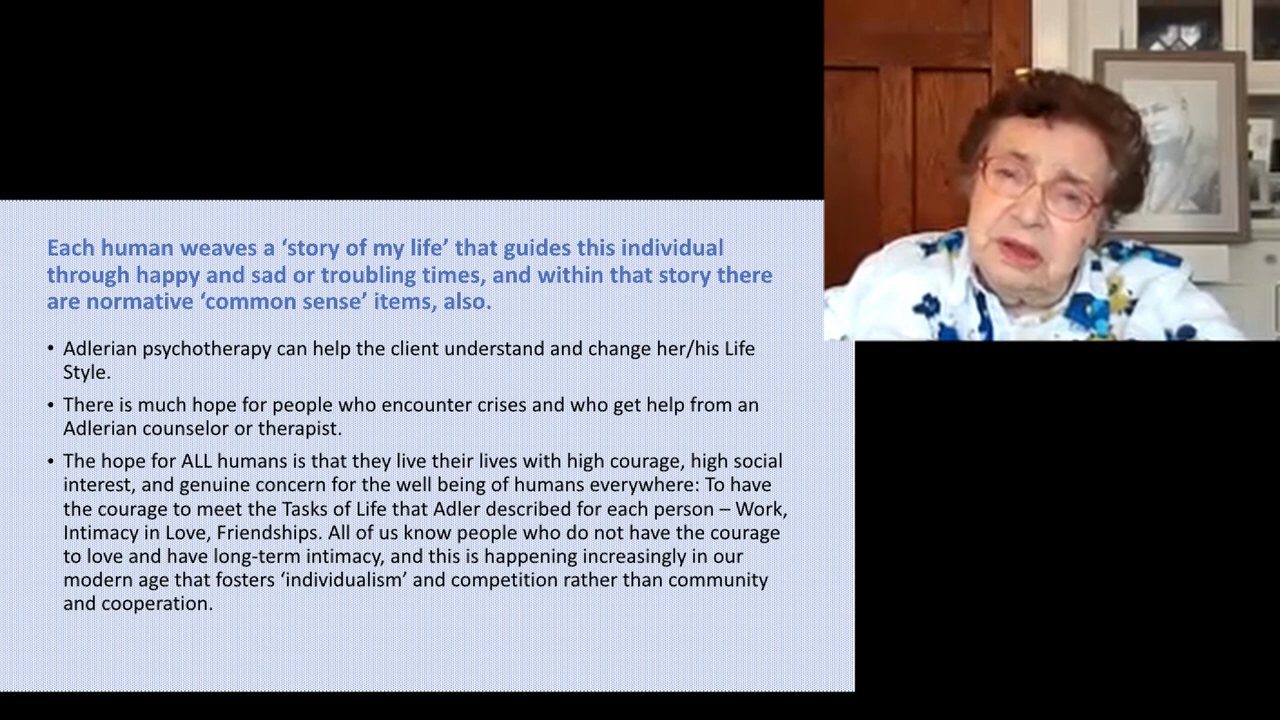 Each human weaves a ‘story of my life’ that guides this individual
through happy and sad or troubling times, and within that story there
are normative ‘common sense’ items, also.
• Adlerian psychotherapy can help the client understand and change her/his Life
Style.
• There is much hope for people who encounter crises and who get help from an
Adlerian counselor or therapist.
• The hope for ALL humans is that they live their lives with high courage, high social
interest, and genuine concern for the well being of humans everywhere: To have
the courage to meet the Tasks of Life that Adler described for each person – Work,
Intimacy in Love, Friendships. All of us know people who do not have the courage
to love and have long-term intimacy, and this is happening increasingly in our
modern age that fosters ‘individualism’ and competition rather than community
and cooperation.